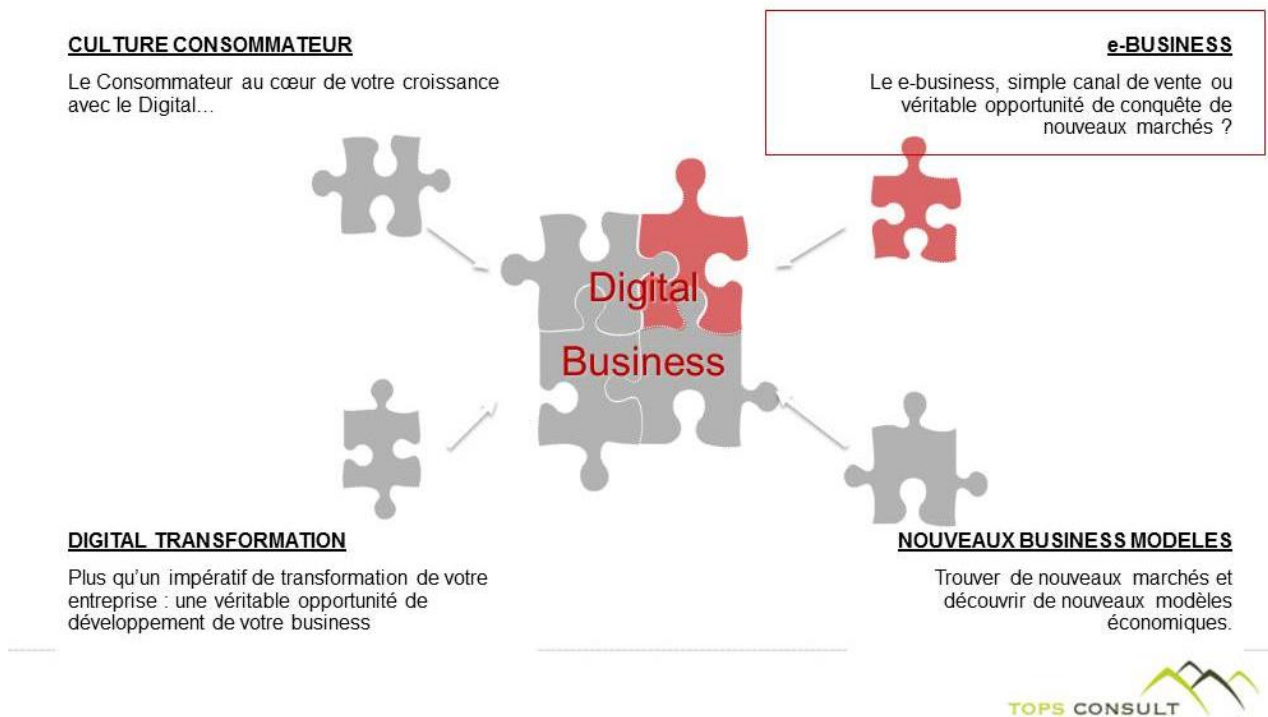 CULTURE CONSOMMATEUR
Le Consommateur au cœur de votre croissance
avec le Digital…
e-BUSINESS
Le e-business, simple canal de vente ou
véritable opportunité de conquête de
nouveaux marchés ?
Digital
Business
DIGITAL TRANSFORMATION
Plus qu’un impératif de transformation de votre
entreprise : une véritable opportunité de
développement de votre business
NOUVEAUX BUSINESS MODELES
Trouver de nouveaux marchés et
découvrir de nouveaux modèles
économiques.
TOPS CONSULT